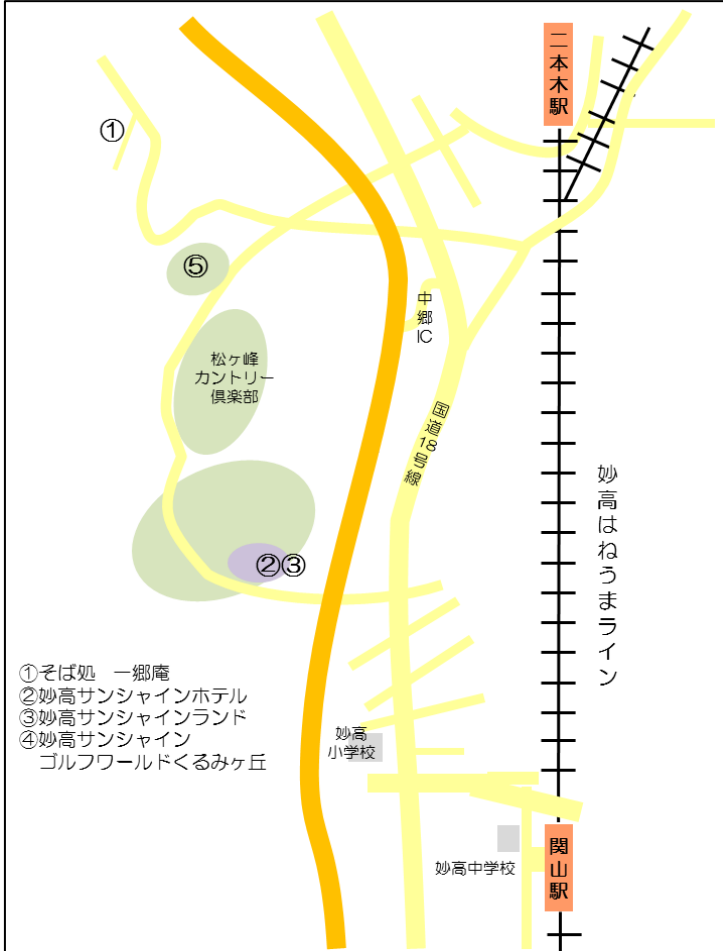 二本木駅
①
⑤
中郷IC
松ヶ峰
カントリー
倶楽部
国道18号線
妙高はねうまライン
②③
①そば処　一郷庵
②妙高サンシャインホテル
③妙高サンシャインランド
④妙高サンシャイン
ゴルフワールドくるみヶ丘
妙高
小学校
妙高中学校
関山駅